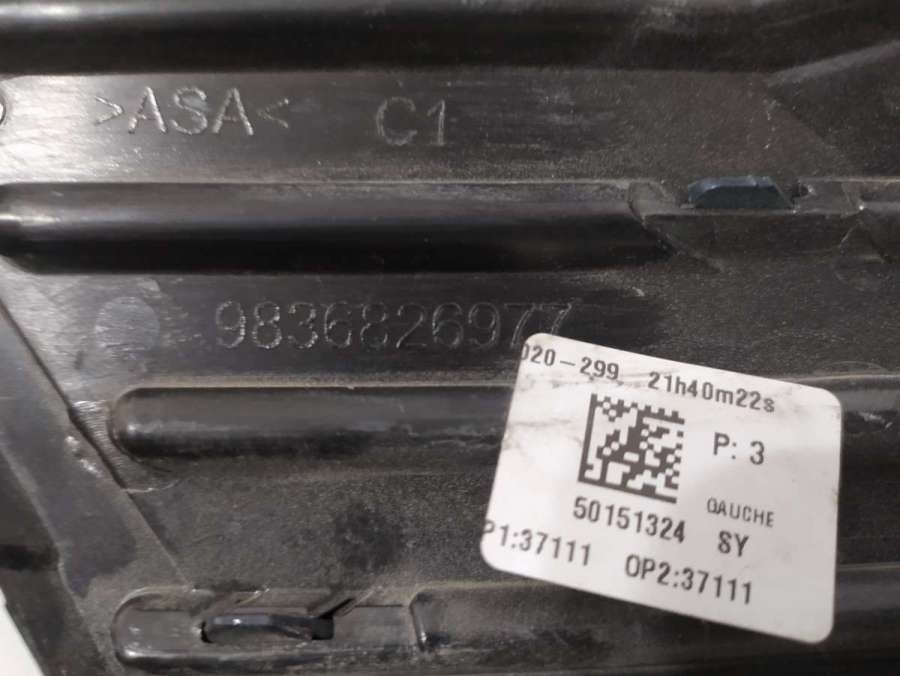 >ASA< C1
9836826977
020-299 21h40m22s
P: 3
GAUCHE
50151324 SY
P1:37111 OP2:37111